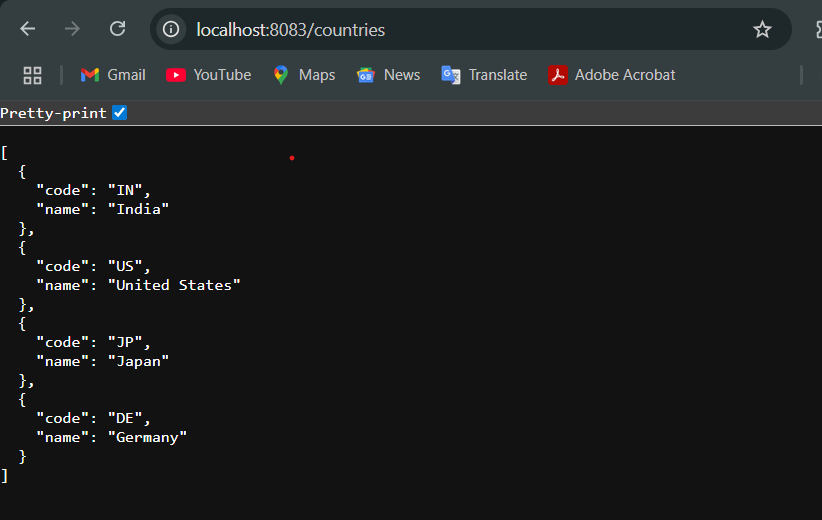 localhost:8083/countries
Gmail YouTube Maps News Translate Adobe Acrobat
Pretty-print
[
  {
    "code": "IN",
    "name": "India"
  },
  {
    "code": "US",
    "name": "United States"
  },
  {
    "code": "JP",
    "name": "Japan"
  },
  {
    "code": "DE",
    "name": "Germany"
  }
]